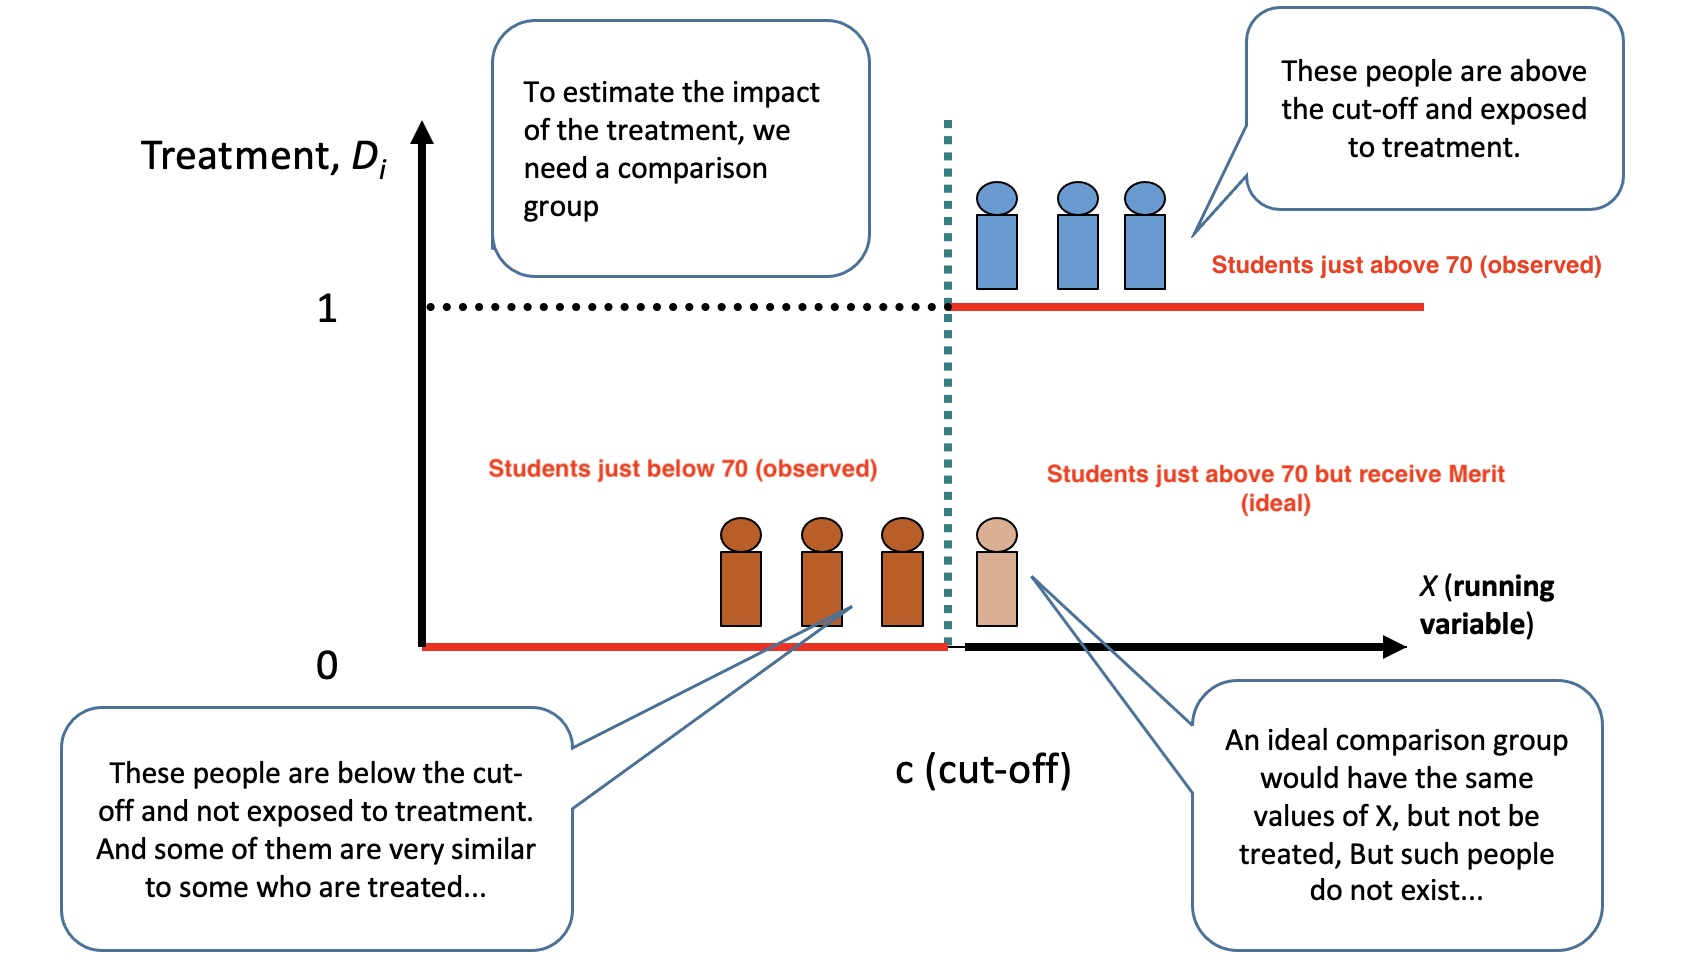 To estimate the impact
of the treatment, we
need a comparison
group
These people are above
the cut-off and exposed
to treatment.
Treatment, Di
Students just above 70 (observed)
1
Students just below 70 (observed)
Students just above 70 but receive Merit
(ideal)
X (running
variable)
0
c (cut-off)
These people are below the cut-
off and not exposed to treatment.
And some of them are very similar
to some who are treated...
An ideal comparison group
would have the same
values of X, but not be
treated, But such people
do not exist...